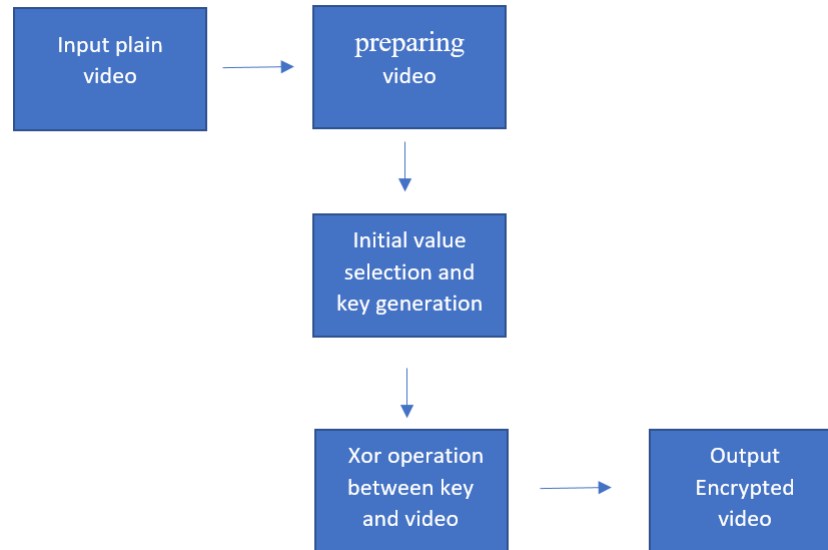 Input plain
video
preparing
video
Initial value
selection and
key generation
Xor operation
between key
and video
Output
Encrypted
video